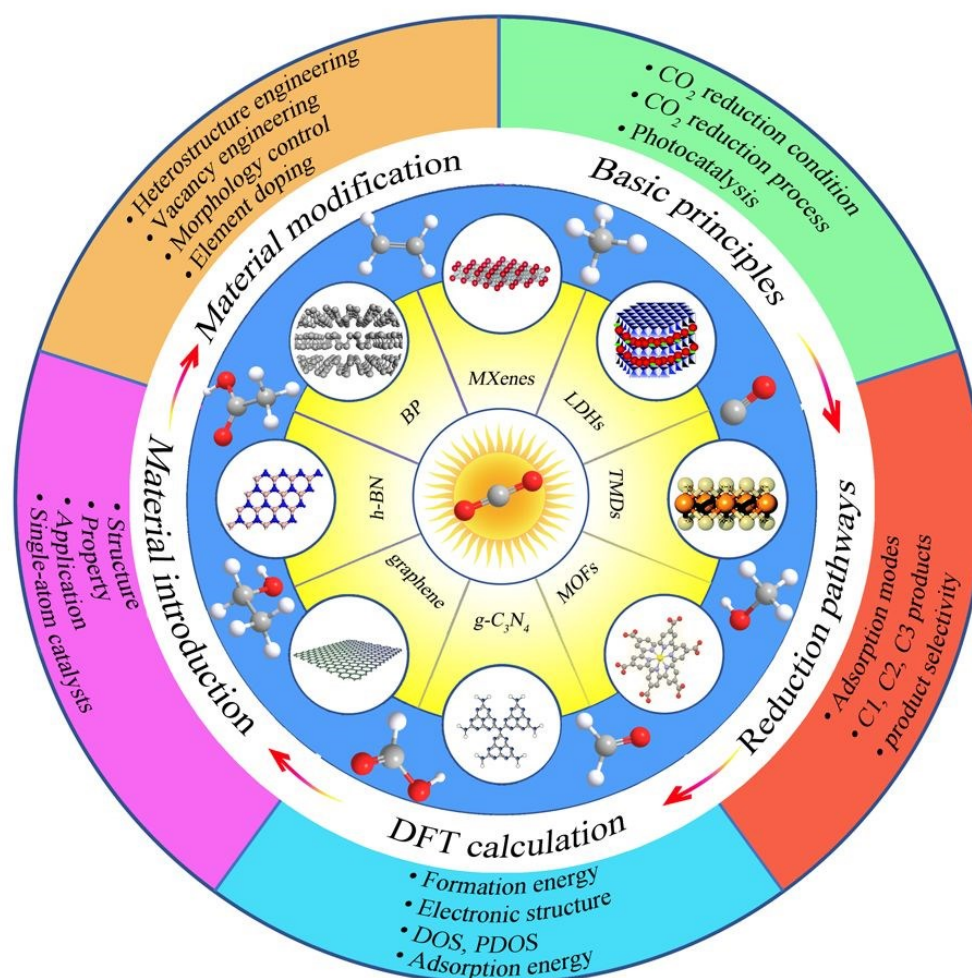 • Heterostructure engineering
• Vacancy engineering
• Morphology control
• Element doping
Material modification
• CO₂ reduction condition
• CO₂ reduction process
• Photocatalysis
Basic principles
• Adsorption modes
• C1, C2, C3 products
• product selectivity
Reduction pathways
DFT calculation
• Formation energy
• Electronic structure
• DOS, PDOS
• Adsorption energy
Material introduction
• Structure
• Property
• Application
• Single-atom catalysts
MXenes
LDHs
TMDs
MOFs
g-C₃N₄
graphene
h-BN
BP